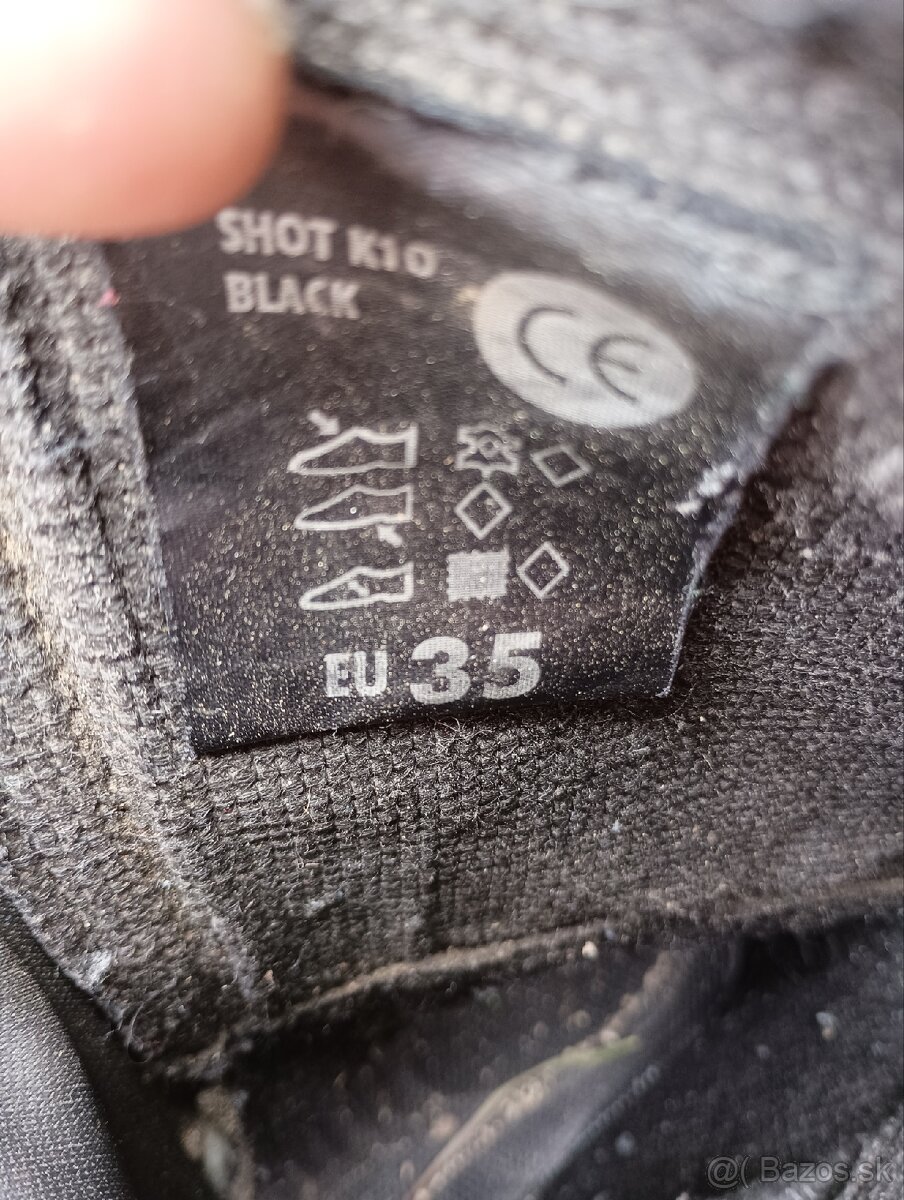 SHOT K10
BLACK
CE
EU 35
@( Bazos.sk